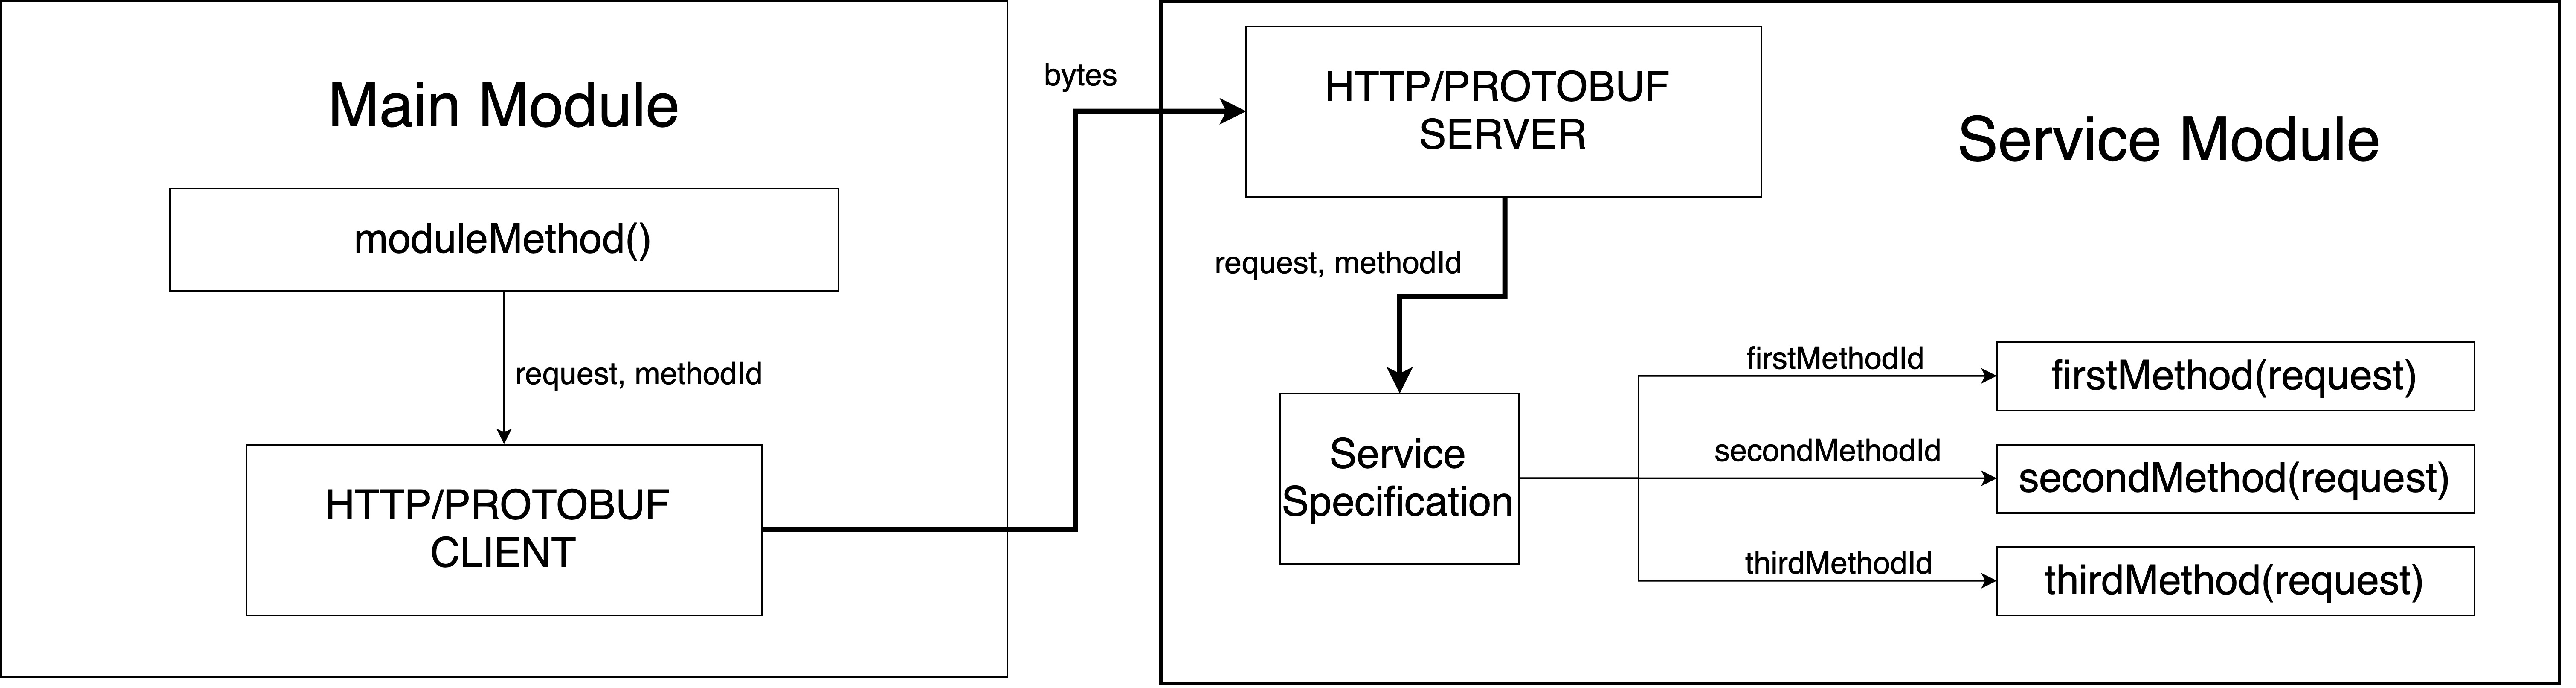 Main Module
moduleMethod()
request, methodId
HTTP/PROTOBUF
CLIENT
bytes
HTTP/PROTOBUF
SERVER
Service Module
request, methodId
Service
Specification
firstMethodId
firstMethod(request)
secondMethodId
secondMethod(request)
thirdMethodId
thirdMethod(request)